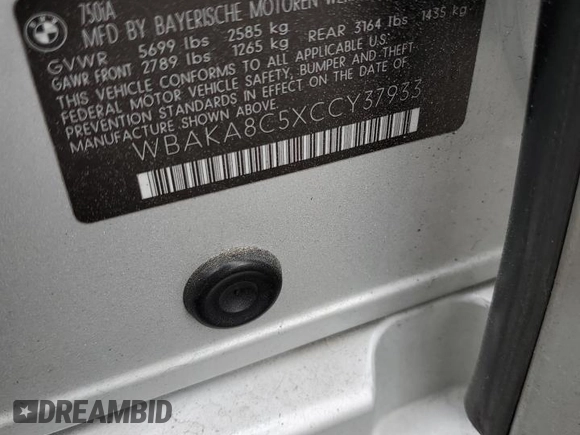 BMW
750iA
MFD BY BAYERISCHE MOTOREN
GVWR 5699 lbs 2585 kg
GAWR FRONT 2789 lbs 1265 kg REAR 3164 lbs 1435 kg
THIS VEHICLE CONFORMS TO ALL APPLICABLE
FEDERAL MOTOR VEHICLE SAFETY, BUMPER AND THEFT
PREVENTION STANDARDS IN EFFECT ON THE DATE OF
MANUFACTURE SHOWN ABOVE.
WBAKA8C5XCCY37933
DREAMBID